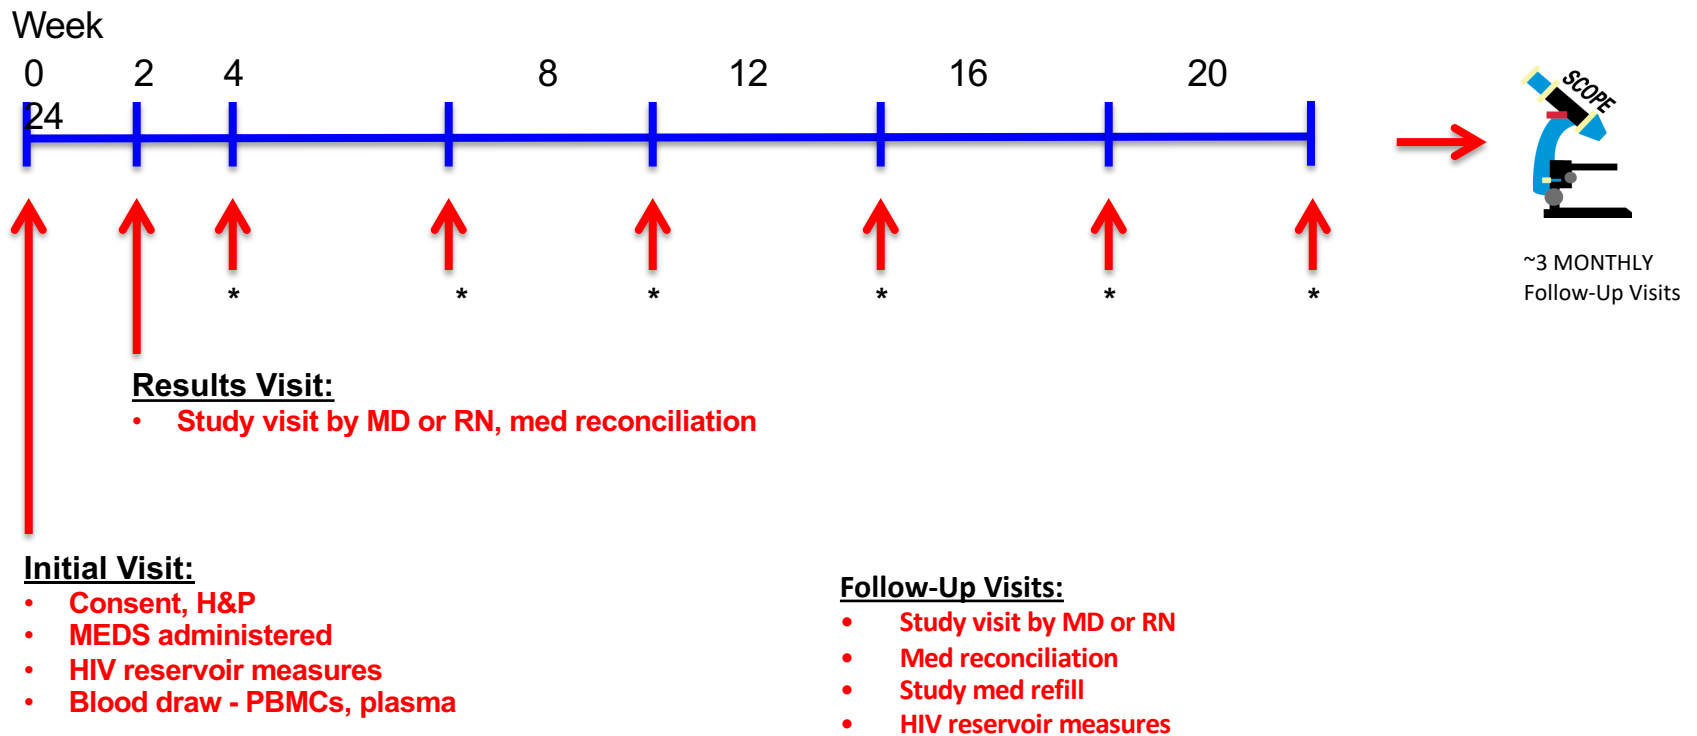 Week
0 2 4 8 12 16 20
24
SCOPE
~3 MONTHLY
Follow-Up Visits
* * * * * *
Results Visit:
• Study visit by MD or RN, med reconciliation
Initial Visit:
• Consent, H&P
• MEDS administered
• HIV reservoir measures
• Blood draw - PBMCs, plasma
Follow-Up Visits:
• Study visit by MD or RN
• Med reconciliation
• Study med refill
• HIV reservoir measures